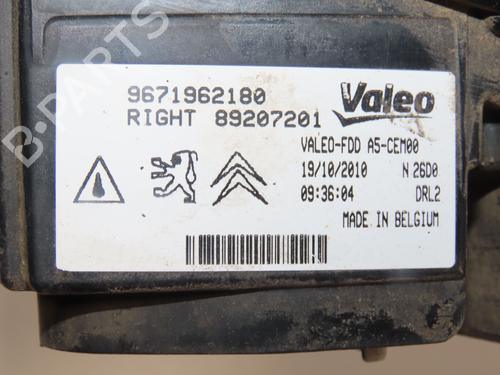 9671962180
RIGHT 89207201
Valeo
VALEO-FDD A5-CEM00
19/10/2010 N 26D0
09:36:04 DRL2
MADE IN BELGIUM
B-PARTS